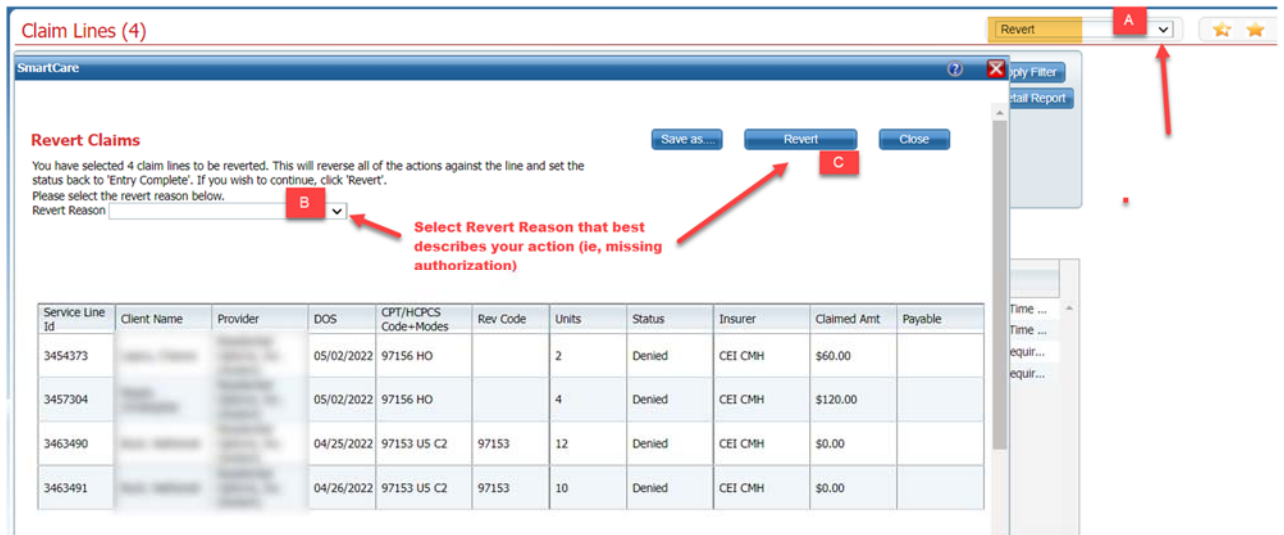 Claim Lines (4)
Revert
A
SmartCare
pply Filter
etail Report
Revert Claims
Save as....
Revert
Close
C
You have selected 4 claim lines to be reverted. This will reverse all of the actions against the line and set the
status back to 'Entry Complete'. If you wish to continue, click 'Revert'.
Please select the revert reason below.
Revert Reason
B
Select Revert Reason that best
describes your action (ie, missing
authorization)
Service Line Id Client Name Provider DOS CPT/HCPCS Code+Modes Rev Code Units Status Insurer Claimed Amt Payable
3454373 05/02/2022 97156 HO 2 Denied CEI CMH $60.00
3457304 05/02/2022 97156 HO 4 Denied CEI CMH $120.00
3463490 04/25/2022 97153 U5 C2 97153 12 Denied CEI CMH $0.00
3463491 04/26/2022 97153 U5 C2 97153 10 Denied CEI CMH $0.00
Time ...
Time ...
equir...
equir...